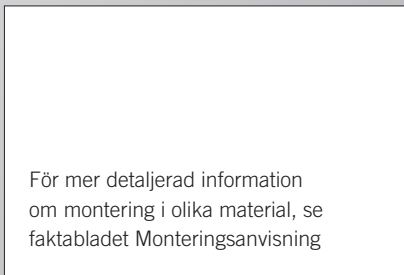 För mer detaljerad information
om montering i olika material, se
faktabladet Monteringsanvisning